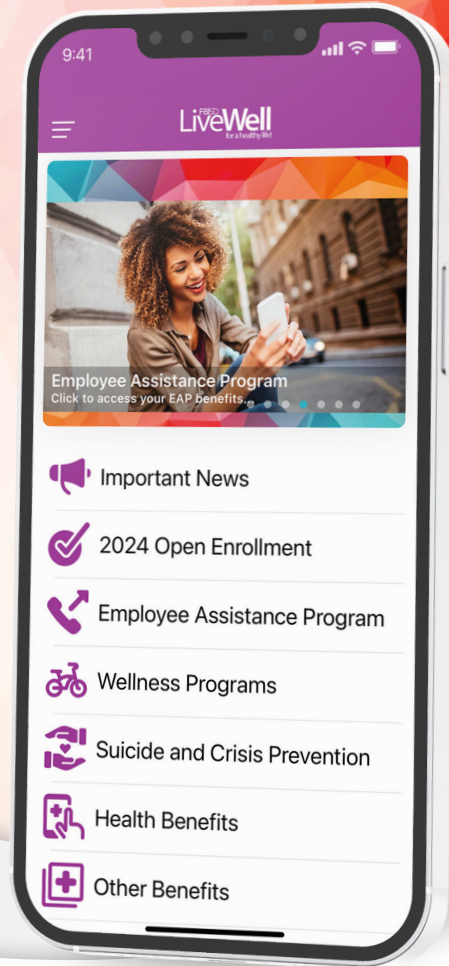 9:41
FBISD
LiveWell
for a healthy life!
Employee Assistance Program
Click to access your EAP benefits...
Important News
2024 Open Enrollment
Employee Assistance Program
Wellness Programs
Suicide and Crisis Prevention
Health Benefits
Other Benefits